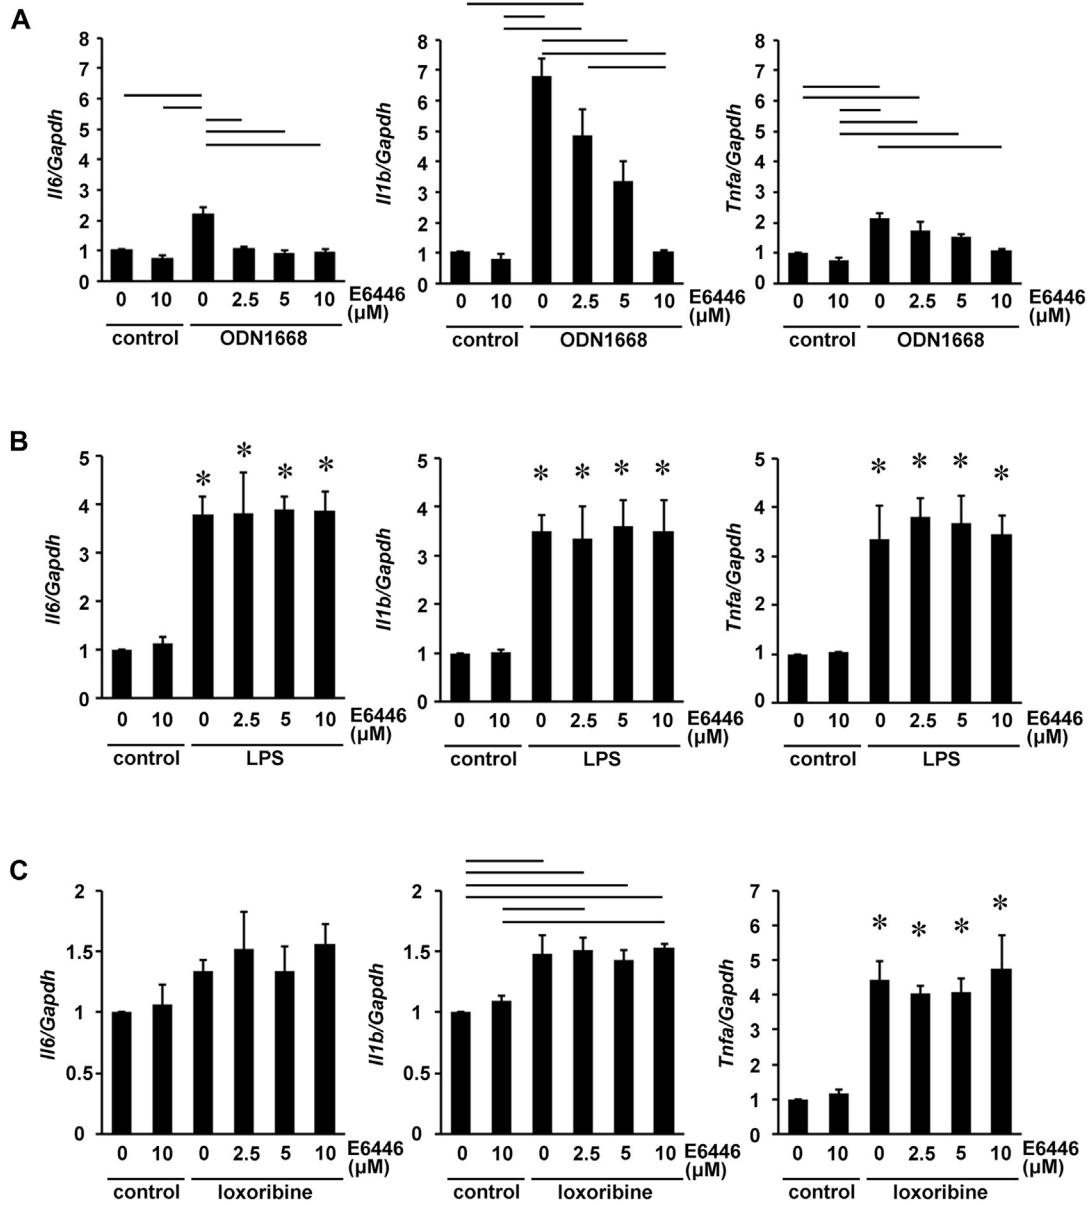 A
8 7 6 5 4 3 2 1 0
Il6/Gapdh
0 10 0 2.5 5 10 E6446
(µM)
control ODN1668
8 7 6 5 4 3 2 1 0
Il1b/Gapdh
0 10 0 2.5 5 10 E6446
(µM)
control ODN1668
8 7 6 5 4 3 2 1 0
Tnfa/Gapdh
0 10 0 2.5 5 10 E6446
(µM)
control ODN1668
B
5 4 3 2 1 0
Il6/Gapdh
* * * *
0 10 0 2.5 5 10 E6446
(µM)
control LPS
5 4 3 2 1 0
Il1b/Gapdh
* * * *
0 10 0 2.5 5 10 E6446
(µM)
control LPS
5 4 3 2 1 0
Tnfa/Gapdh
* * * *
0 10 0 2.5 5 10 E6446
(µM)
control LPS
C
2 1.5 1 0.5 0
Il6/Gapdh
0 10 0 2.5 5 10 E6446
(µM)
control loxoribine
2 1.5 1 0.5 0
Il1b/Gapdh
0 10 0 2.5 5 10 E6446
(µM)
control loxoribine
7 6 5 4 3 2 1 0
Tnfa/Gapdh
* * * *
0 10 0 2.5 5 10 E6446
(µM)
control loxoribine